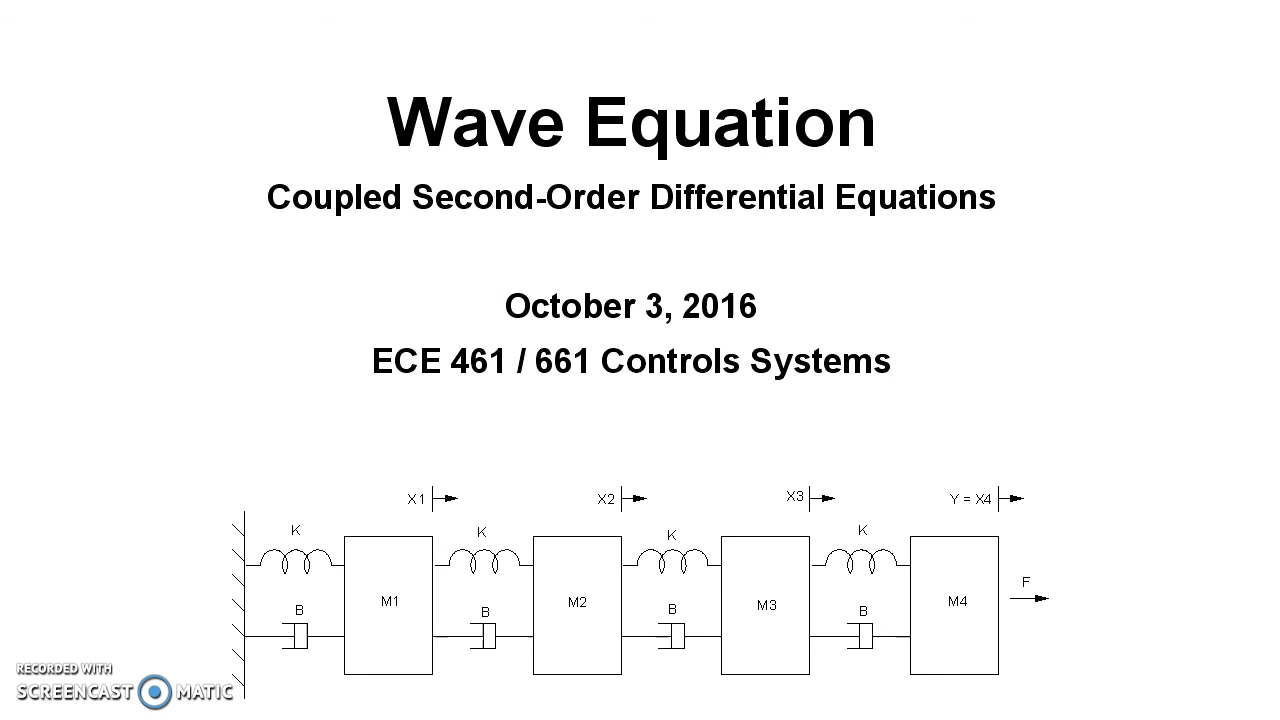 Wave Equation
Coupled Second-Order Differential Equations
October 3, 2016
ECE 461 / 661 Controls Systems
X1 X2 X3 Y = X4
K K K K
F
M1 M2 M3 M4
B B B B
RECORDED WITH
SCREENCAST MATIC